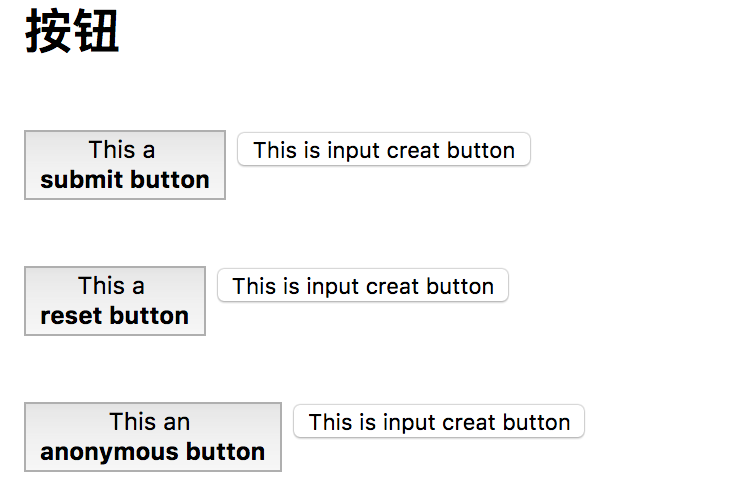 按钮
This a
submit button
This is input creat button
This a
reset button
This is input creat button
This an
anonymous button
This is input creat button